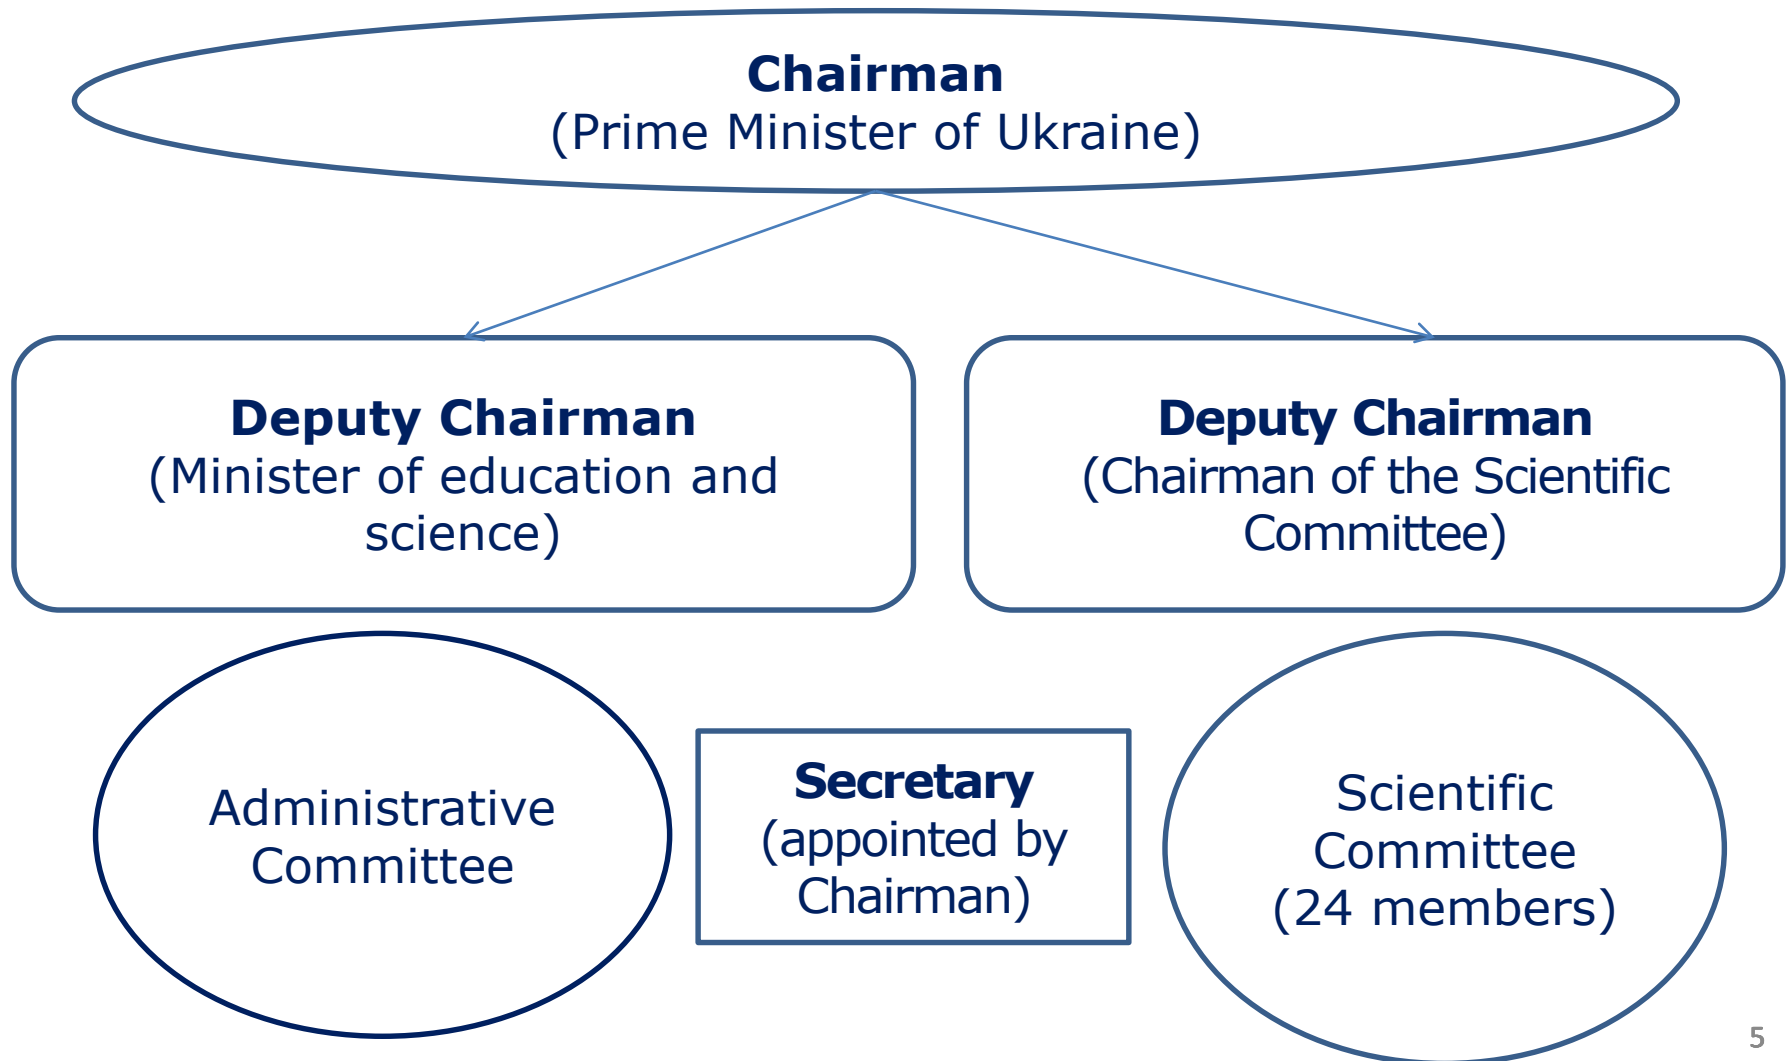 Chairman
(Prime Minister of Ukraine)
Deputy Chairman
(Minister of education and
science)
Deputy Chairman
(Chairman of the Scientific
Committee)
Administrative
Committee
Secretary
(appointed by
Chairman)
Scientific
Committee
(24 members)
5